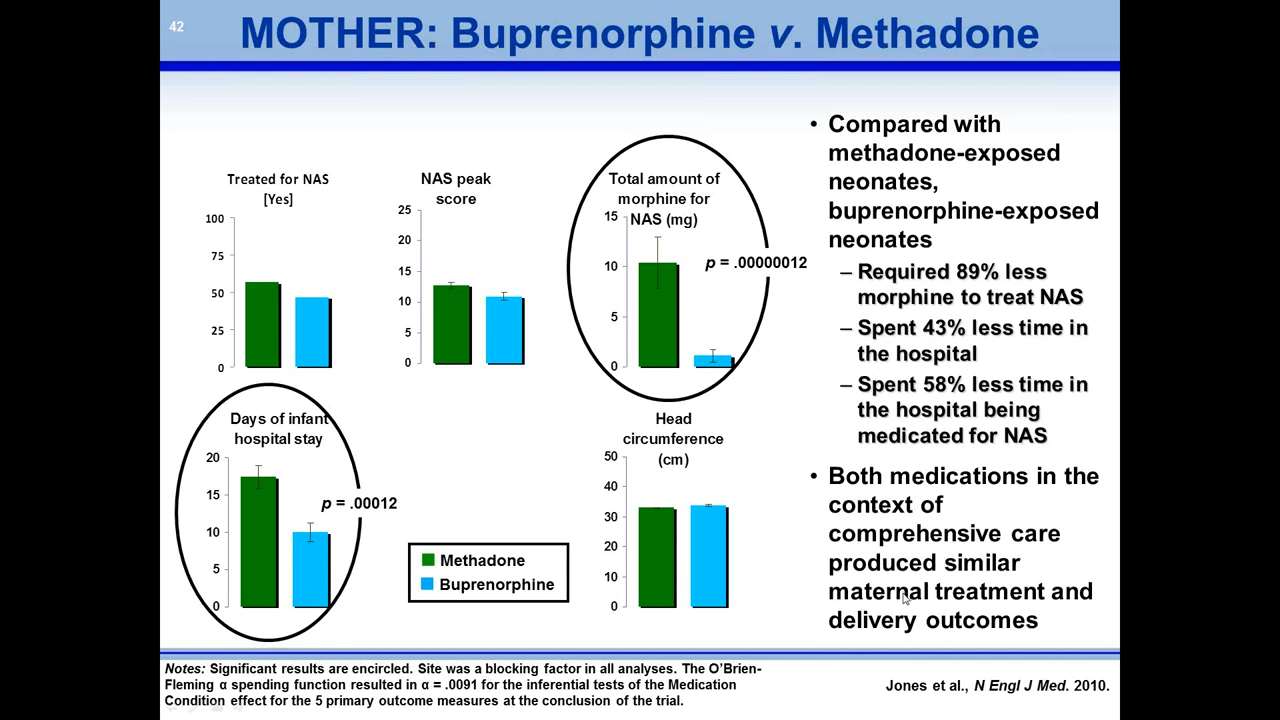 42
MOTHER: Buprenorphine v. Methadone
Treated for NAS
[Yes]
100
75
50
25
0
NAS peak
score
25
20
15
10
5
0
Total amount of
morphine for
NAS (mg)
15
10
5
0
p = .00000012
Days of infant
hospital stay
20
15
10
5
0
p = .00012
Methadone
Buprenorphine
Head
circumference
(cm)
50
40
30
20
10
0
• Compared with
methadone-exposed
neonates,
buprenorphine-exposed
neonates
– Required 89% less
morphine to treat NAS
– Spent 43% less time in
the hospital
– Spent 58% less time in
the hospital being
medicated for NAS
• Both medications in the
context of
comprehensive care
produced similar
maternal treatment and
delivery outcomes
Notes: Significant results are encircled. Site was a blocking factor in all analyses. The O’Brien-
Fleming α spending function resulted in α = .0091 for the inferential tests of the Medication
Condition effect for the 5 primary outcome measures at the conclusion of the trial.
Jones et al., N Engl J Med. 2010.